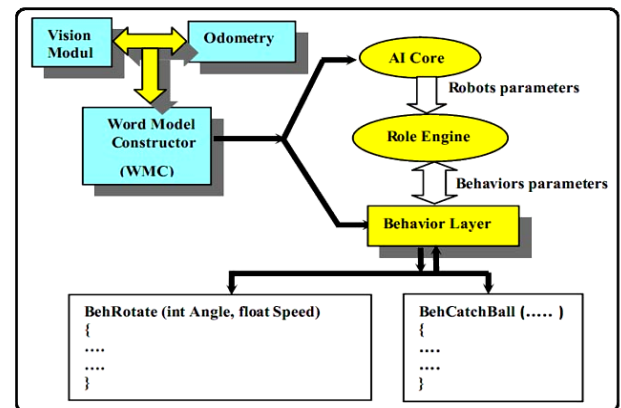 Vision
Modul
Odometry
AI Core
Robots parameters
Word Model
Constructor
(WMC)
Role Engine
Behaviors parameters
Behavior Layer
BehRotate (int Angle, float Speed)
{
....
....
}
BehCatchBall (..... )
{
....
....
}